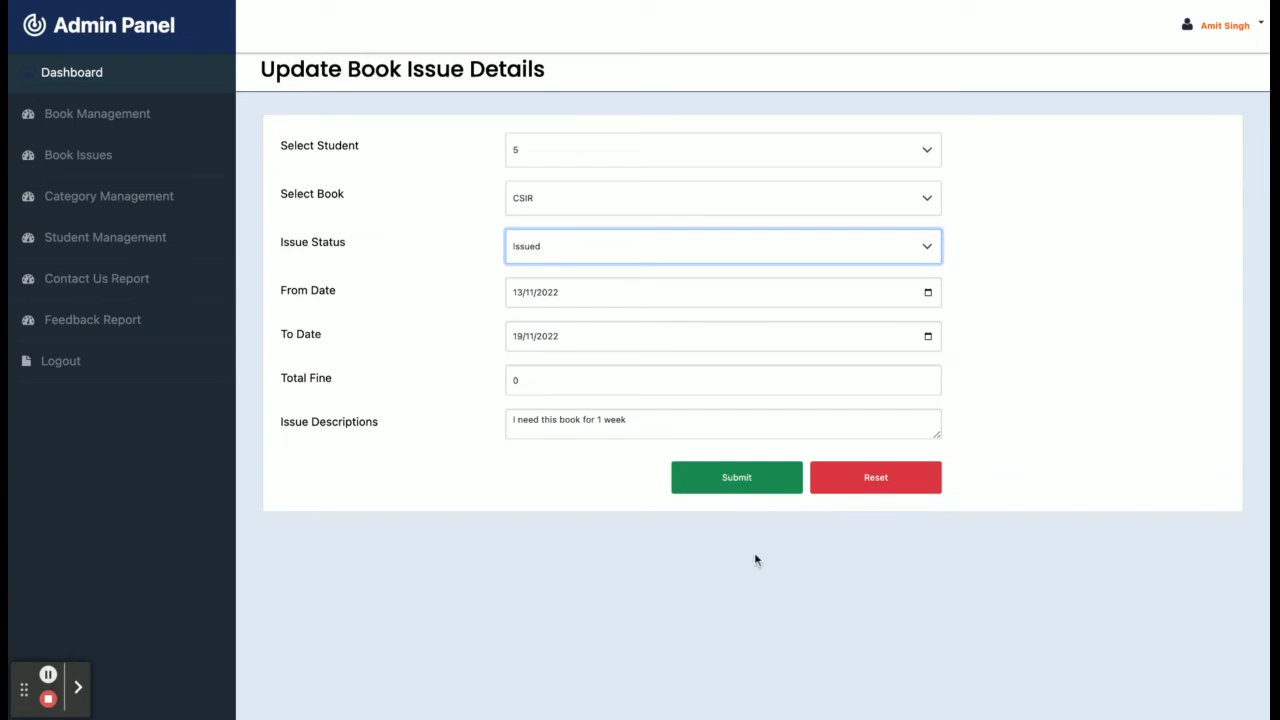 Admin Panel
Amit Singh
Dashboard
Update Book Issue Details
Book Management
Book Issues
Category Management
Student Management
Contact Us Report
Feedback Report
Logout
Select Student
5
Select Book
CSIR
Issue Status
Issued
From Date
13/11/2022
To Date
19/11/2022
Total Fine
0
Issue Descriptions
I need this book for 1 week
Submit
Reset